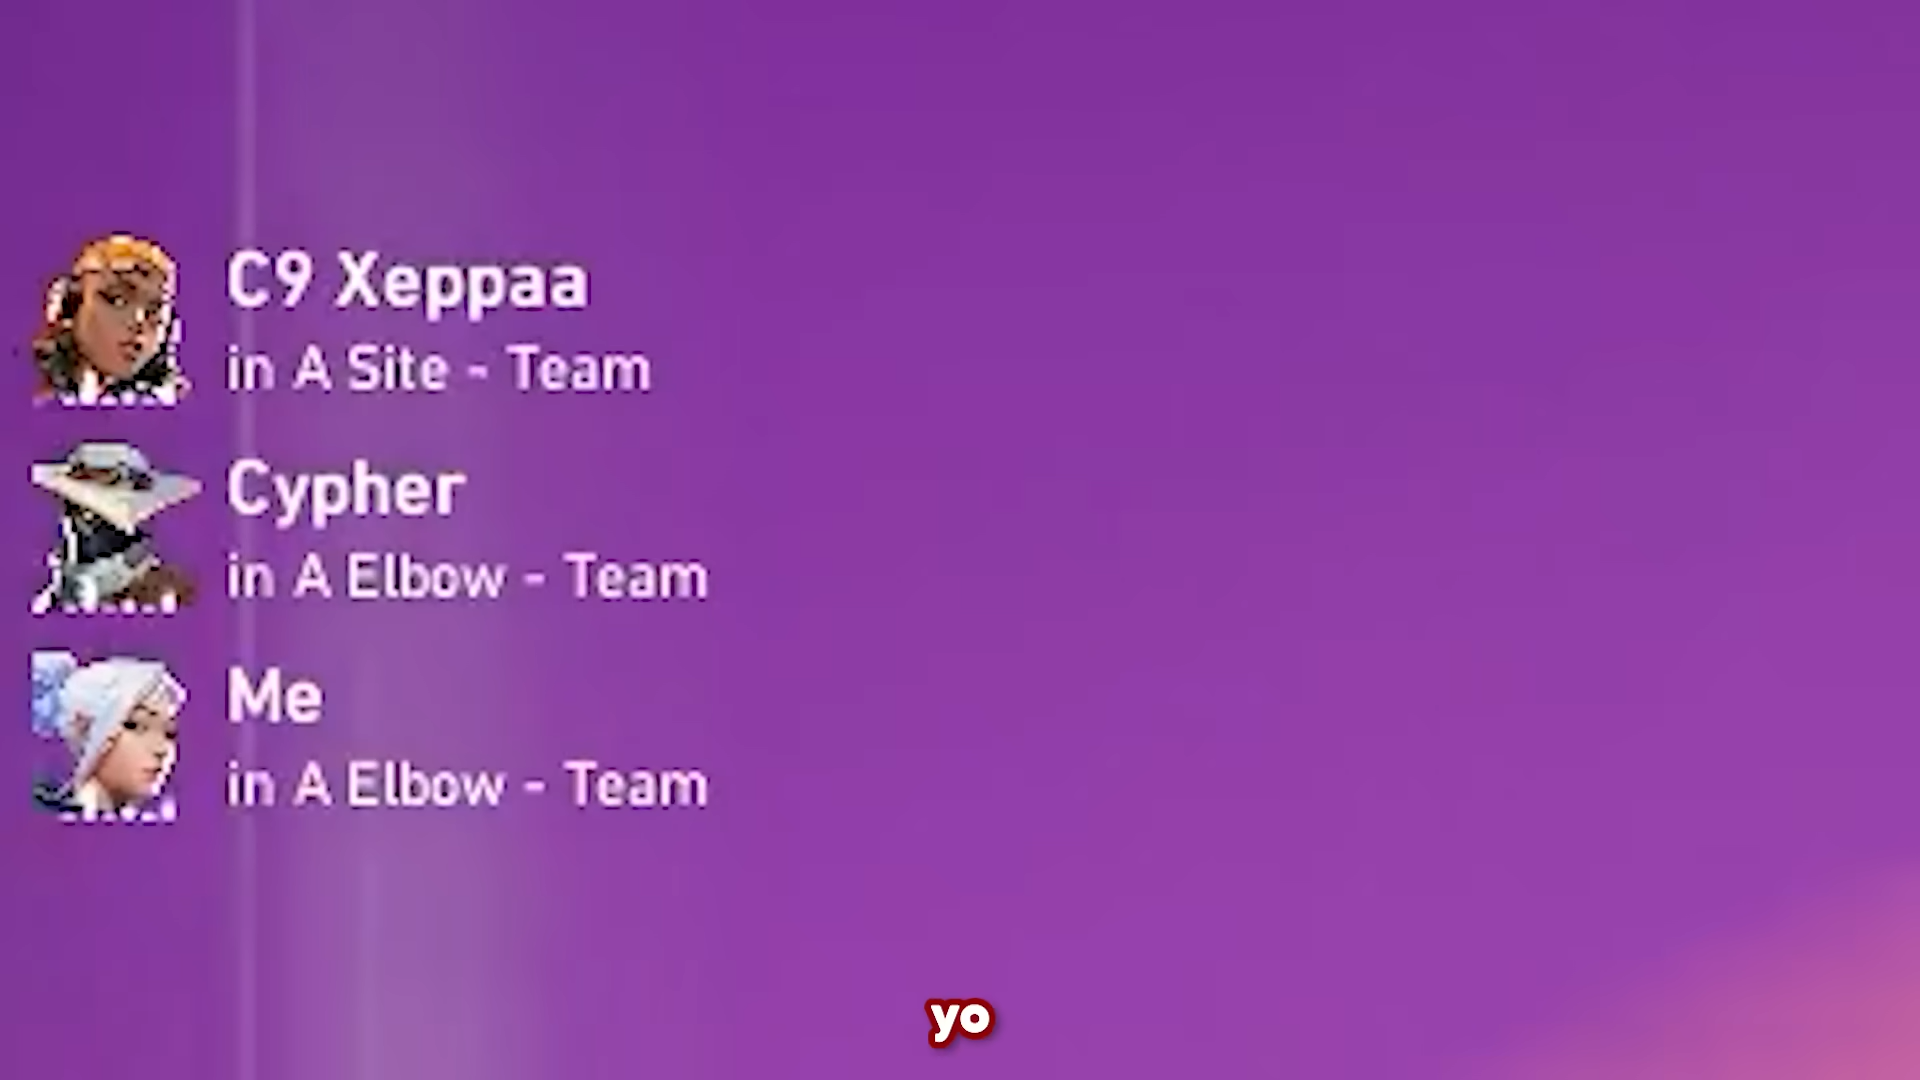 C9 Xeppaa
in A Site - Team
Cypher
in A Elbow - Team
Me
in A Elbow - Team
yo